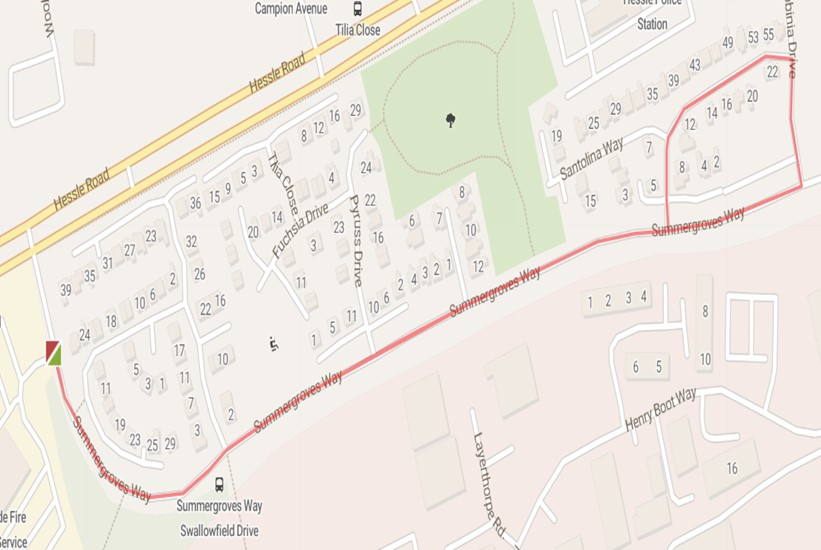 Campion Avenue
Tilia Close
Hessle Police
Station
Hessle Road
Hessle Road
49 53 55
43
39
35
29
25
19
22
20
16
14
12
Santolina Way
7
8 4 2
15 3 5
29
16
12
8
5 3
9
15
36
Tilia Close
4
24
22
Pyruss Drive
Fuchsia Drive
14
20
3
23
16
11
8
7
6
10
12
1 2 3 4 2 6 10
11
5
1
32
26
23
27
31
35
39
2
6
10
18
24
22 16
10
17
11
7
3
2
5
3 1
11
19
23 25 29
Summergroves Way
Summergroves Way
Summergroves Way
Summergroves Way
Summergroves Way
Swallowfield Drive
1 2 3 4
6 5
8
10
Henry Boot Way
16
Layerthorpe Rd
de Fire
Service